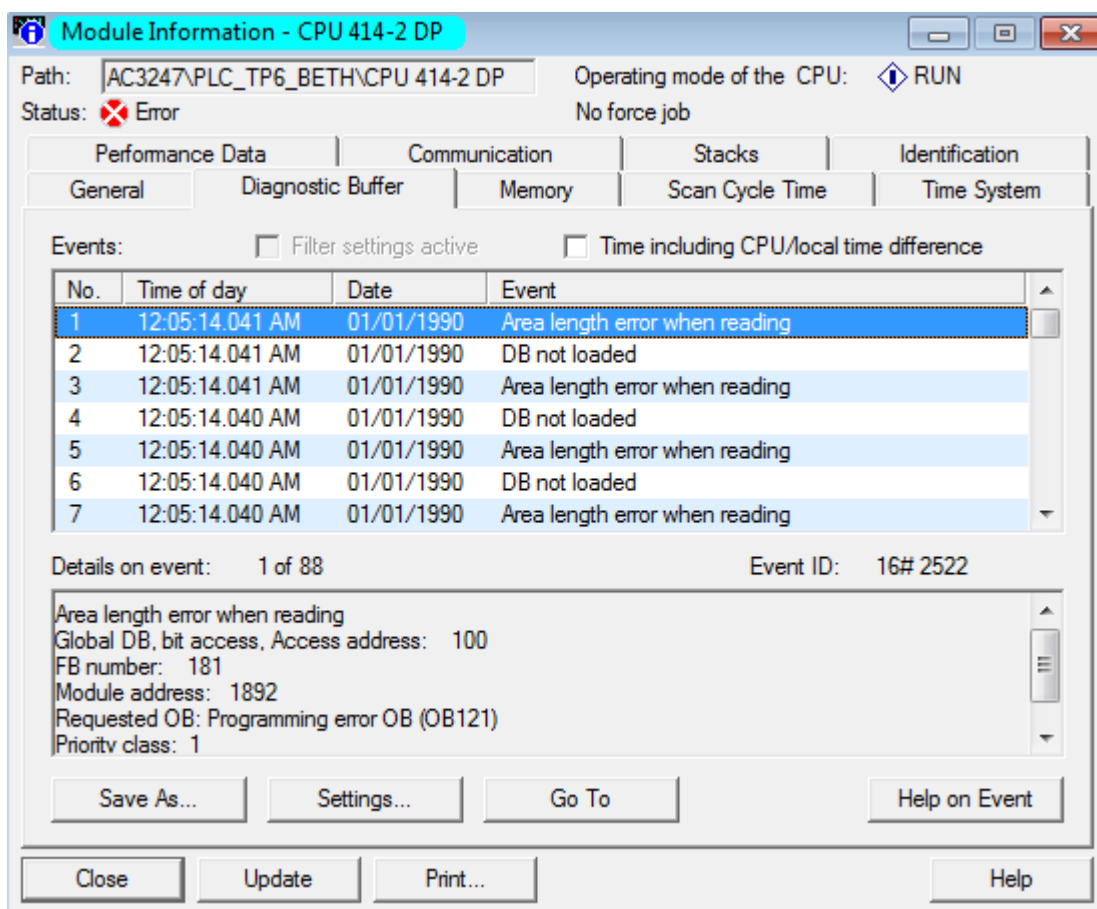 Module Information - CPU 414-2 DP
Path: AC3247\PLC_TP6_BETH\CPU 414-2 DP Operating mode of the CPU: RUN
Status: Error No force job
Performance Data Communication Stacks Identification
General Diagnostic Buffer Memory Scan Cycle Time Time System
Events: Filter settings active Time including CPU/local time difference
No. Time of day Date Event
1 12:05:14.041 AM 01/01/1990 Area length error when reading
2 12:05:14.041 AM 01/01/1990 DB not loaded
3 12:05:14.041 AM 01/01/1990 Area length error when reading
4 12:05:14.040 AM 01/01/1990 DB not loaded
5 12:05:14.040 AM 01/01/1990 Area length error when reading
6 12:05:14.040 AM 01/01/1990 DB not loaded
7 12:05:14.040 AM 01/01/1990 Area length error when reading
Details on event: 1 of 88 Event ID: 16# 2522
Area length error when reading
Global DB, bit access, Access address: 100
FB number: 181
Module address: 1892
Requested OB: Programming error OB (OB121)
Priority class: 1
Save As... Settings... Go To Help on Event
Close Update Print... Help